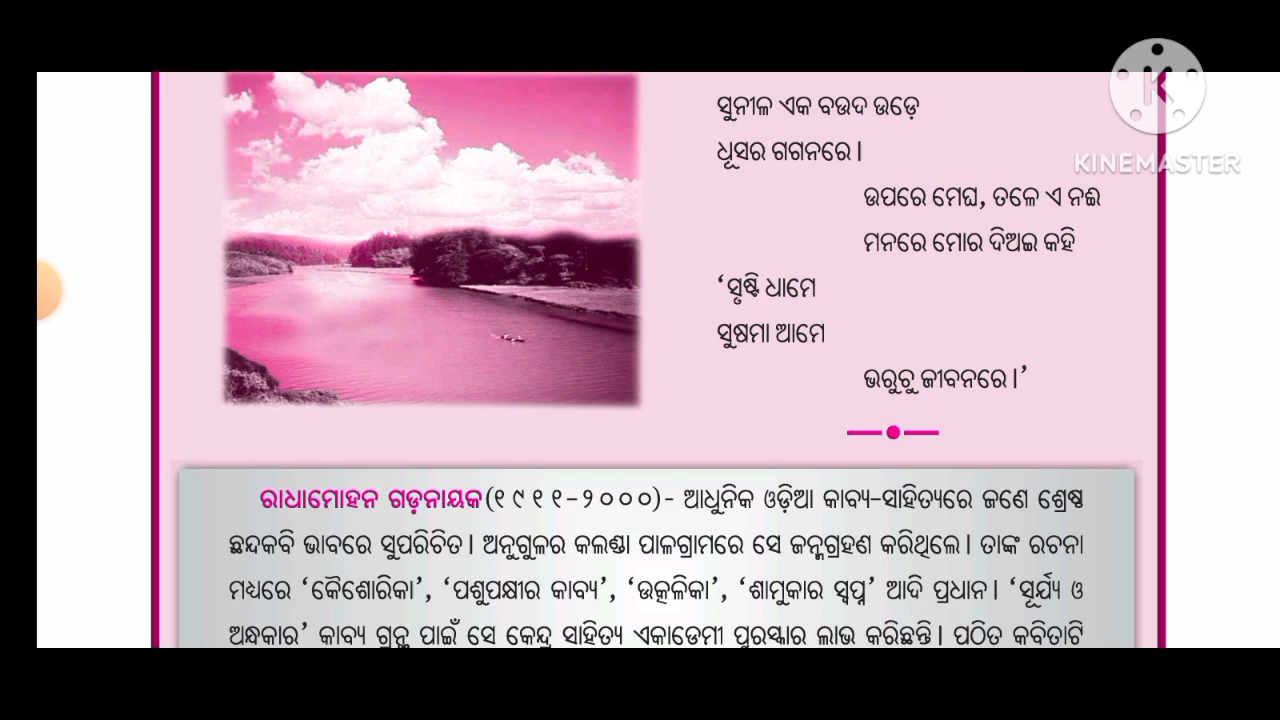 ସୁନୀଳ ଏକ ବଉଦ ଉଡ଼େ
ଧୂସର ଗଗନରେ ।
ଉପରେ ମେଘ, ତଳେ ଏ ନଈ
ମନରେ ମୋର ଦିଅଇ କହି
‘ସୃଷ୍ଟି ଧାମେ
ସୁଷମା ଆମେ
ଭରୁଚୁ ଜୀବନରେ ।’
KINEMASTER
ରାଧାମୋହନ ଗଡ଼ନାୟକ(୧୯୧୧-୨୦୦୦)- ଆଧୁନିକ ଓଡ଼ିଆ କାବ୍ୟ-ସାହିତ୍ୟରେ ଜଣେ ଶ୍ରେଷ୍ଠ
ଛନ୍ଦକବି ଭାବରେ ସୁପରିଚିତ । ଅନୁଗୁଳର କଲଣ୍ଡା ପାଳଗ୍ରାମରେ ସେ ଜନ୍ମଗ୍ରହଣ କରିଥିଲେ । ତାଙ୍କ ରଚନା
ମଧ୍ୟରେ ‘କୈଶୋରିକା’, ‘ପଶୁପକ୍ଷୀର କାବ୍ୟ’, ‘ଉତ୍କଳିକା’, ‘ଶାମୁକାର ସ୍ୱପ୍ନ’ ଆଦି ପ୍ରଧାନ । ‘ସୂର୍ଯ୍ୟ ଓ
ଅନ୍ଧକାର’ କାବ୍ୟ ଗ୍ରନ୍ଥ ପାଇଁ ସେ କେନ୍ଦ୍ର ସାହିତ୍ୟ ଏକାଡେମୀ ପୁରସ୍କାର ଲାଭ କରିଛନ୍ତି । ପଠିତ କବିତାଟି